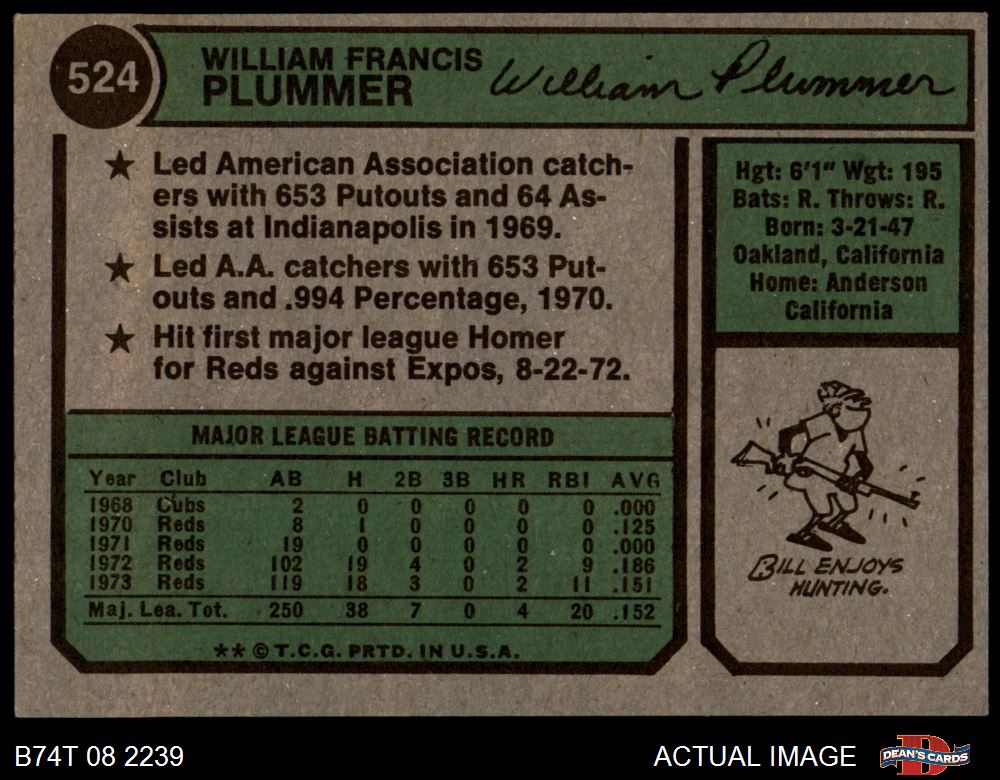 524
WILLIAM FRANCIS
PLUMMER
William Plummer
★ Led American Association catch-
ers with 653 Putouts and 64 As-
sists at Indianapolis in 1969.
★ Led A.A. catchers with 653 Put-
outs and .994 Percentage, 1970.
★ Hit first major league Homer
for Reds against Expos, 8-22-72.
Hgt: 6'1" Wgt: 195
Bats: R. Throws: R.
Born: 3-21-47
Oakland, California
Home: Anderson
California
MAJOR LEAGUE BATTING RECORD
Year Club AB H 2B 3B HR RBI AVG
1968 Cubs 2 0 0 0 0 0 .000
1970 Reds 8 1 0 0 0 0 .125
1971 Reds 19 0 0 0 0 0 .000
1972 Reds 102 19 4 0 2 9 .186
1973 Reds 119 18 3 0 2 11 .151
Maj. Lea. Tot. 250 38 7 0 4 20 .152
** © T.C.G. PRTD. IN U.S.A.
BILL ENJOYS
HUNTING.
B74T 08 2239
ACTUAL IMAGE
D
DEAN'S CARDS